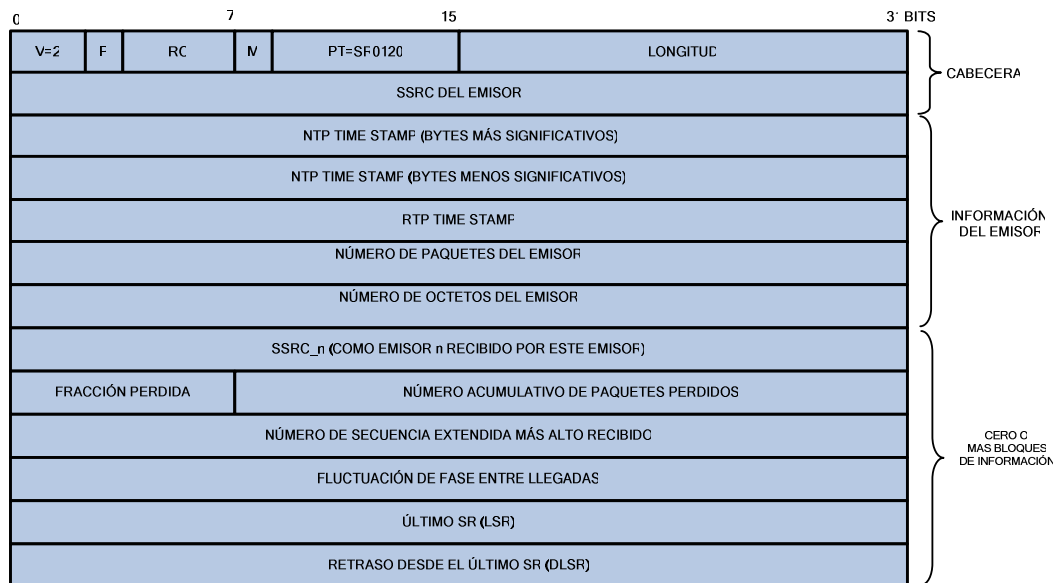 0 7 15 3' BITS
V=2 F RC M PT=SF0120 LONGITUD
CABECERA
SSRC DEL EMISOR
NTP TIME STAMP (BYTES MÁS SIGNIFICATIVOS)
NTP TIME STAMP (BYTES MENOS SIGNIFICATIVOS)
RTP TIME STAMP
INFORMACIÓN
DEL EMISOR
NÚMERO DE PAQUETES DEL EMISOR
NÚMERO DE OCTETOS DEL EMISOR
SSRC_n (COMO EMISOR n RECIBIDO POR ESTE EMISOR)
FRACCIÓN PERDIDA NÚMERO ACUMULATIVO DE PAQUETES PERDIDOS
NÚMERO DE SECUENCIA EXTENDIDA MÁS ALTO RECIBIDO
CERO O
MAS BLOQUES
DE INFORMACIÓN
FLUCTUACIÓN DE FASE ENTRE LLEGADAS
ÚLTIMO SR (LSR)
RETRASO DESDE EL ÚLTIMO SR (DLSR)